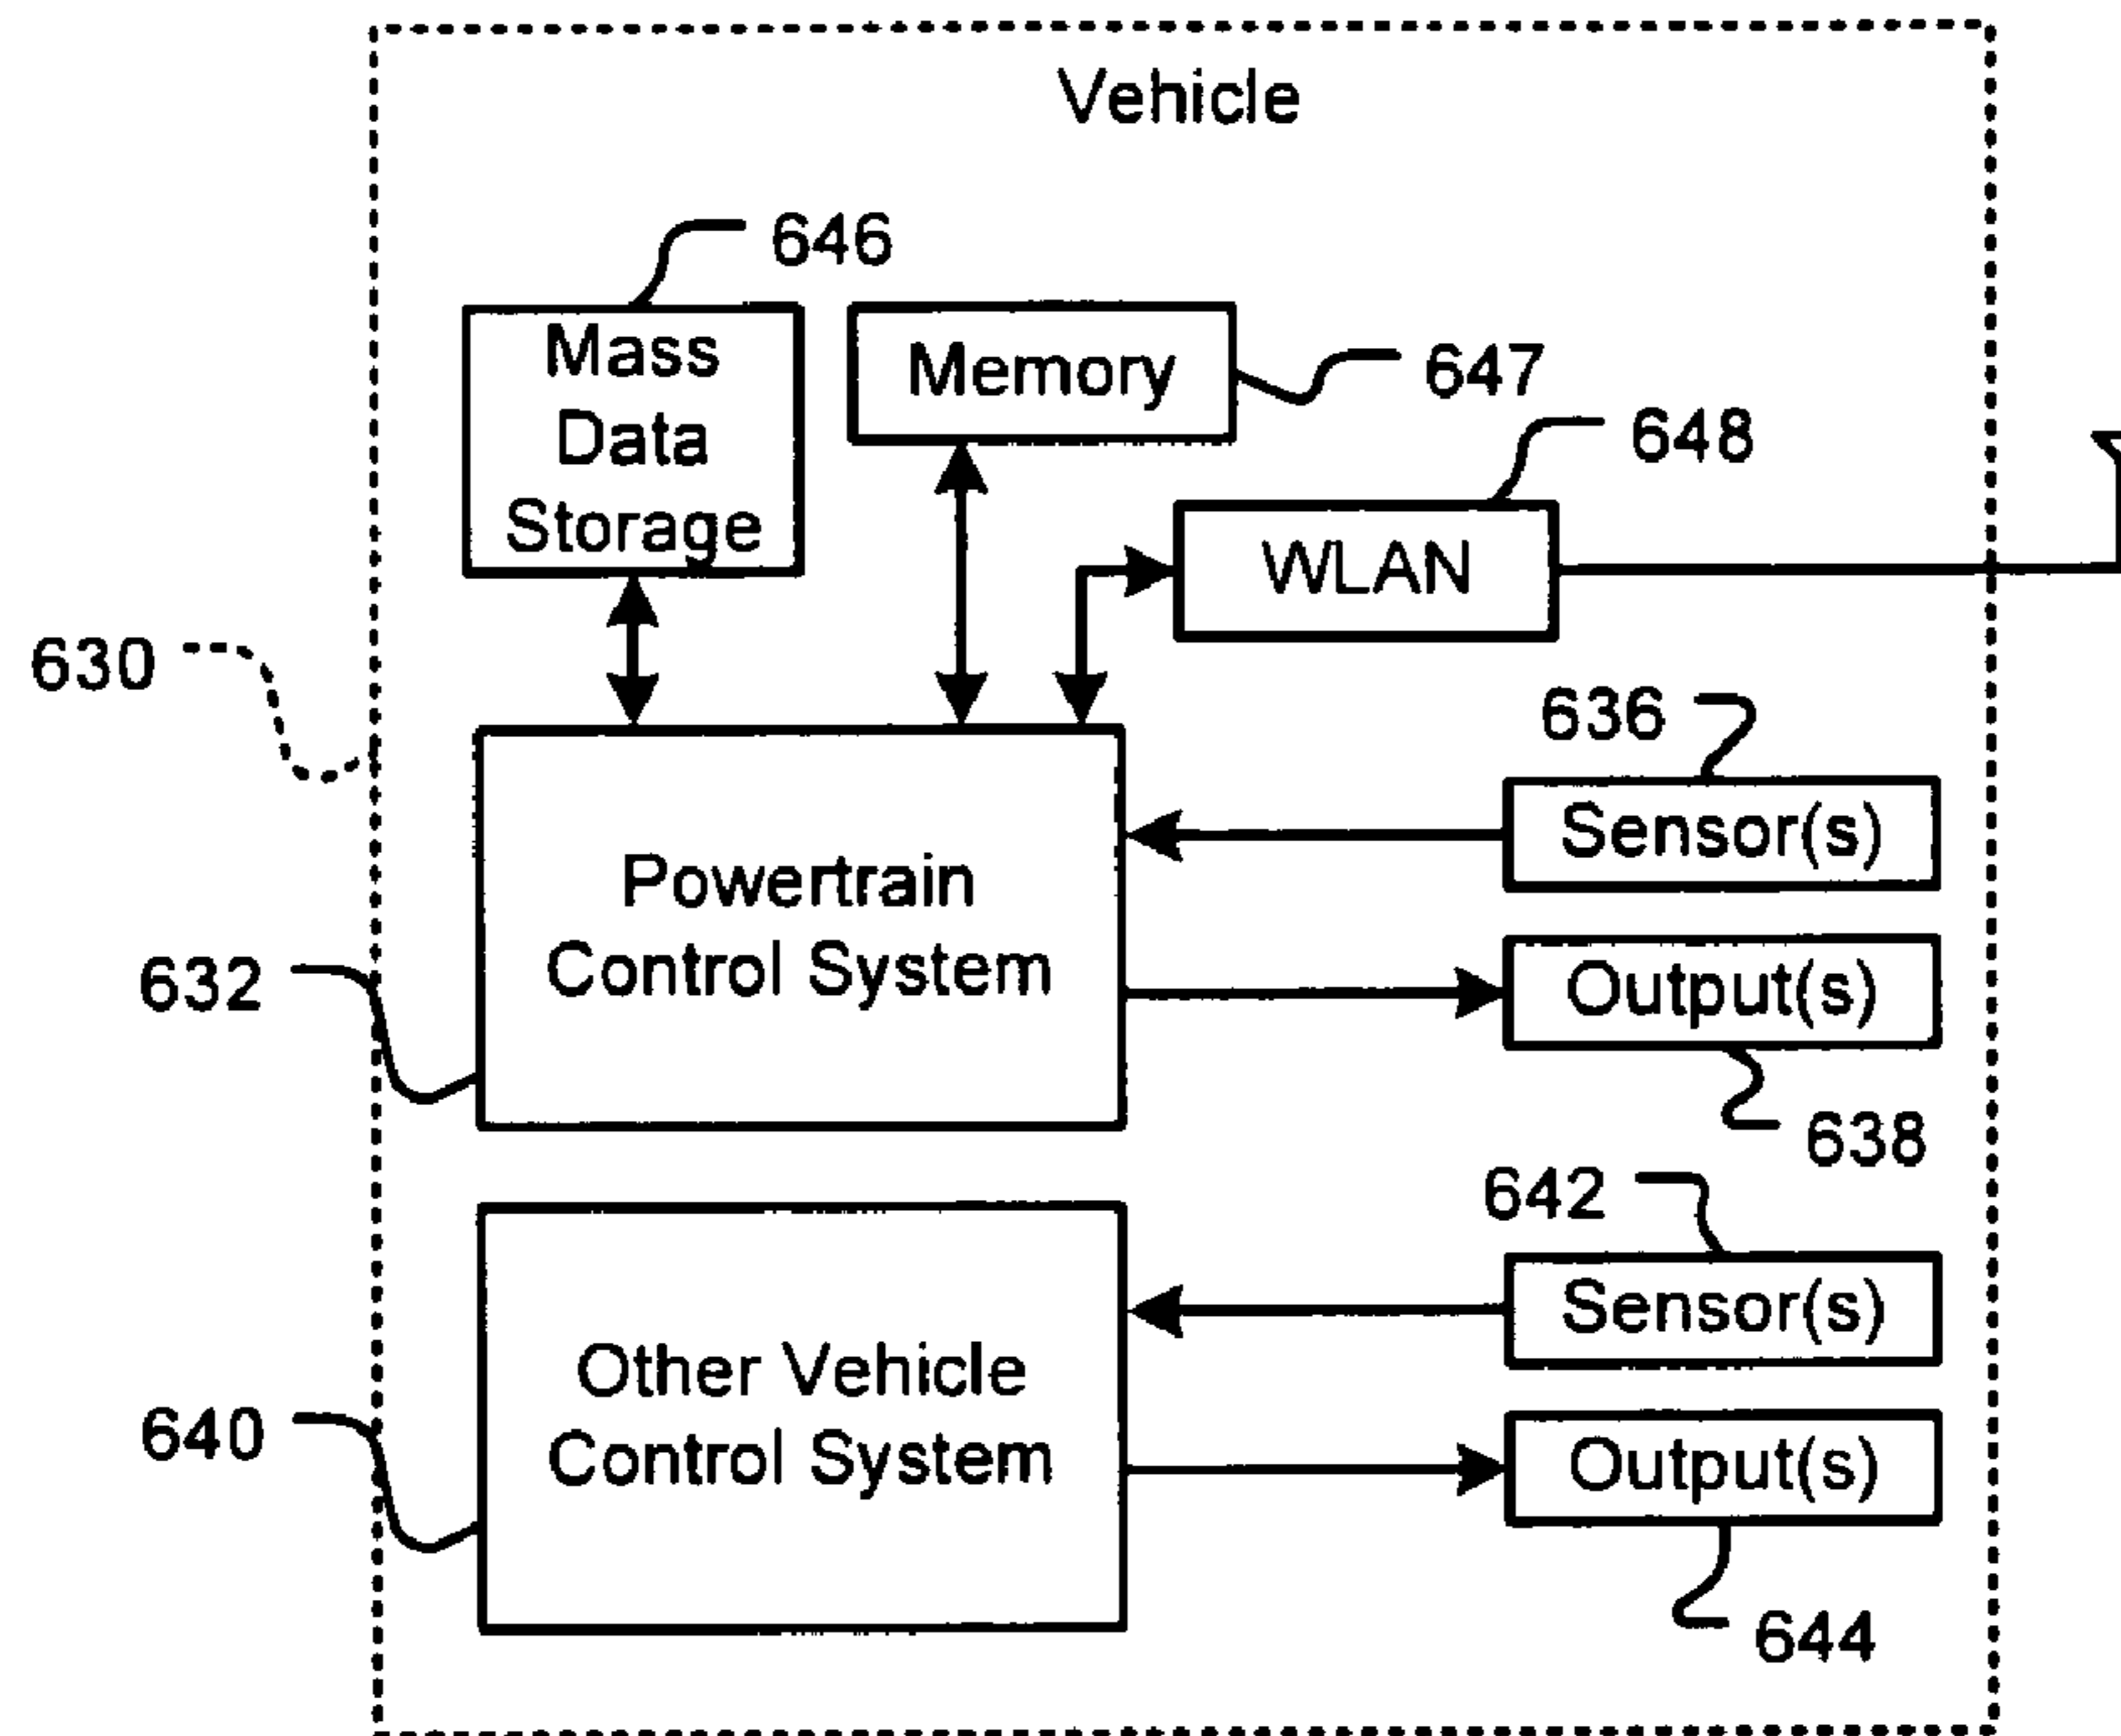 Vehicle
646
Mass
Data
Storage
Memory
647
648
WLAN
630
636
Sensor(s)
Powertrain
Control System
632
Output(s)
638
642
Sensor(s)
Other Vehicle
Control System
640
Output(s)
644